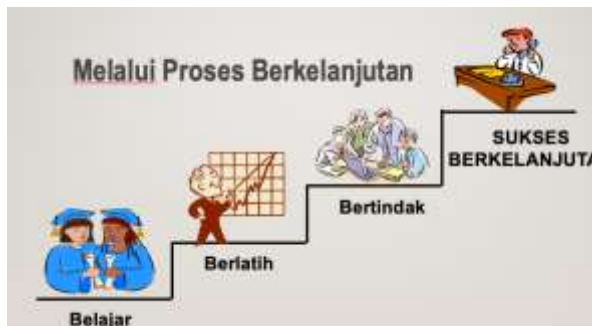 Melalui Proses Berkelanjutan
SUKSES
BERKELANJUTA
Bertindak
Berlatih
Belajar